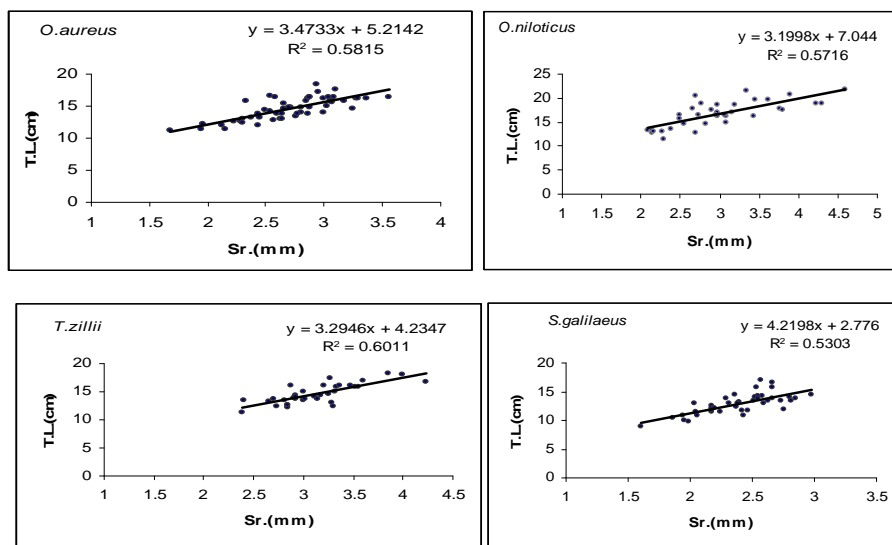 O.aureus
y = 3.4733x + 5.2142
R² = 0.5815
20
15
10
5
0
T.L.(cm)
1 1.5 2 2.5 3 3.5 4
Sr.(mm)
O.niloticus
y = 3.1998x + 7.044
R² = 0.5716
25
20
15
10
5
0
T.L.(cm)
1 1.5 2 2.5 3 3.5 4 4.5 5
Sr.(mm)
T.zillii
y = 3.2946x + 4.2347
R² = 0.6011
20
15
10
5
0
T.L.(cm)
1 1.5 2 2.5 3 3.5 4 4.5
Sr.(mm)
S.galilaeus
y = 4.2198x + 2.776
R² = 0.5303
20
15
10
5
0
T.L.(cm)
1 1.5 2 2.5 3 3.5
Sr.(mm)